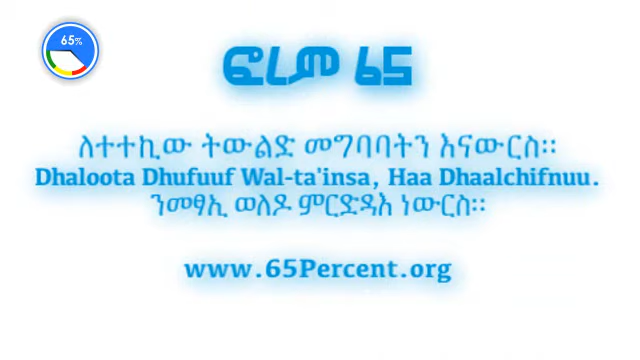 65%
ፎረም ፷፭
ለተተኪው ትውልድ መግባባትን እናውርስ፡፡
Dhaloota Dhufuuf Wal-ta'insa, Haa Dhaalchifnuu.
ንመፃኢ ወለዶ ምርድዳእ ነውርስ፡፡
www.65Percent.org